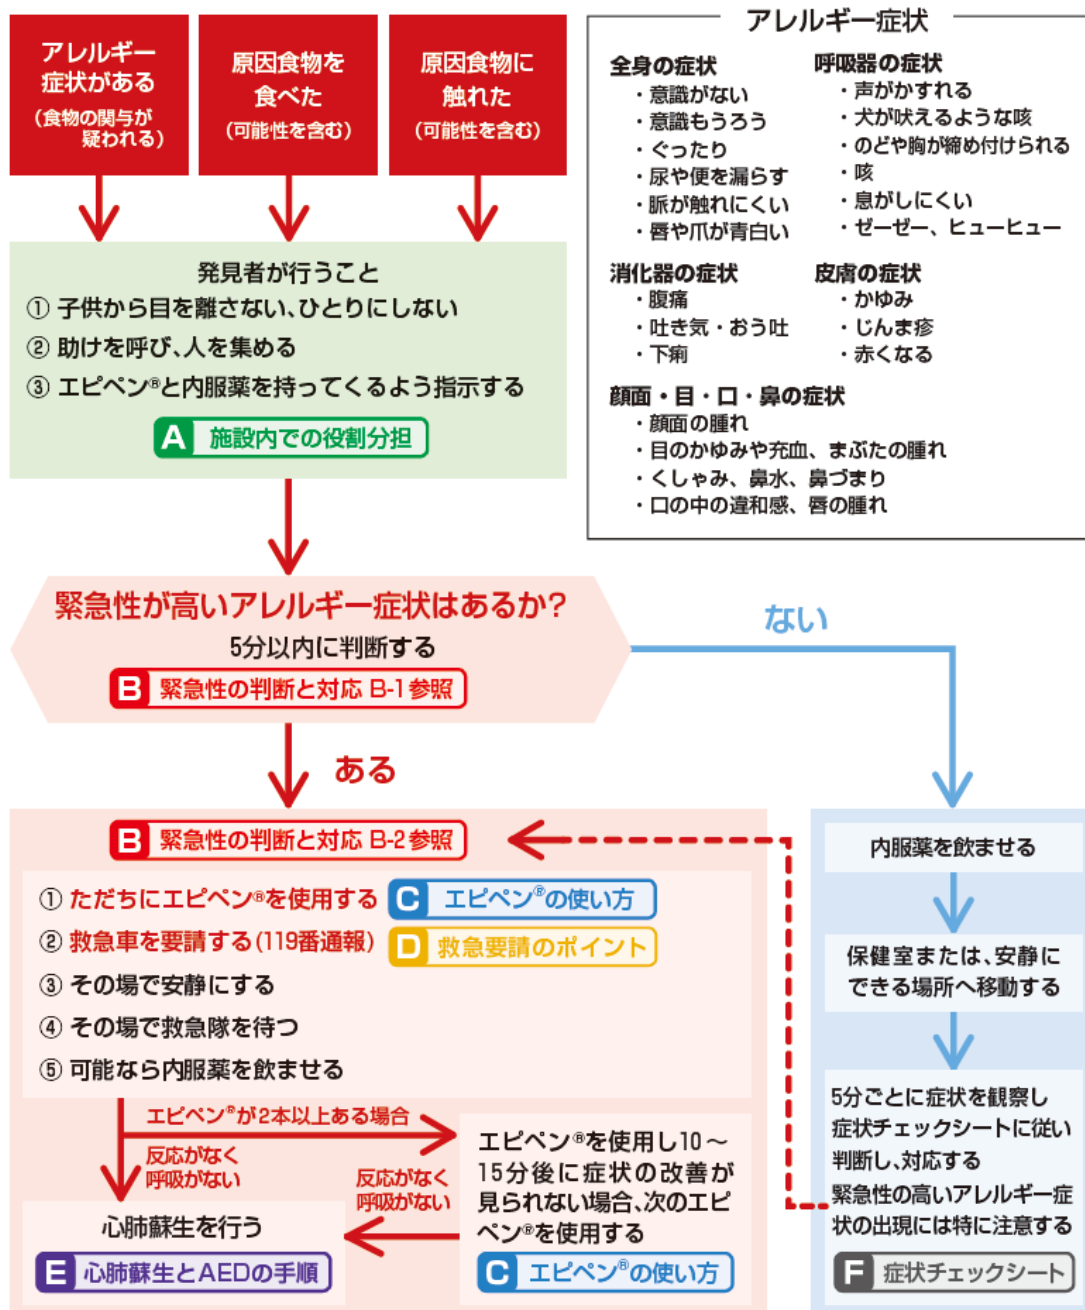 アレルギー
症状がある
(食物の関与が
疑われる)
原因食物を
食べた
(可能性を含む)
原因食物に
触れた
(可能性を含む)
アレルギー症状
全身の症状
・意識がない
・意識もうろう
・ぐったり
・尿や便を漏らす
・脈が触れにくい
・唇や爪が青白い
呼吸器の症状
・声がかすれる
・犬が吠えるような咳
・のどや胸が締め付けられる
・咳
・息がしにくい
・ゼーゼー、ヒューヒュー
消化器の症状
・腹痛
・吐き気・おう吐
・下痢
皮膚の症状
・かゆみ
・じんま疹
・赤くなる
顔面・目・口・鼻の症状
・顔面の腫れ
・目のかゆみや充血、まぶたの腫れ
・くしゃみ、鼻水、鼻づまり
・口の中の違和感、唇の腫れ
発見者が行うこと
① 子供から目を離さない、ひとりにしない
② 助けを呼び、人を集める
③ エピペン®と内服薬を持ってくるよう指示する
A 施設内での役割分担
緊急性が高いアレルギー症状はあるか?
5分以内に判断する
B 緊急性の判断と対応 B-1参照
ない
ある
B 緊急性の判断と対応 B-2参照
① ただちにエピペン®を使用する
C エピペン®の使い方
② 救急車を要請する(119番通報)
D 救急要請のポイント
③ その場で安静にする
④ その場で救急隊を待つ
⑤ 可能なら内服薬を飲ませる
エピペン®が2本以上ある場合
反応がなく
呼吸がない
反応がなく
呼吸がない
エピペン®を使用し10～
15分後に症状の改善が
見られない場合、次のエピ
ペン®を使用する
C エピペン®の使い方
心肺蘇生を行う
E 心肺蘇生とAEDの手順
内服薬を飲ませる
保健室または、安静に
できる場所へ移動する
5分ごとに症状を観察し
症状チェックシートに従い
判断し、対応する
緊急性の高いアレルギー症
状の出現には特に注意する
F 症状チェックシート